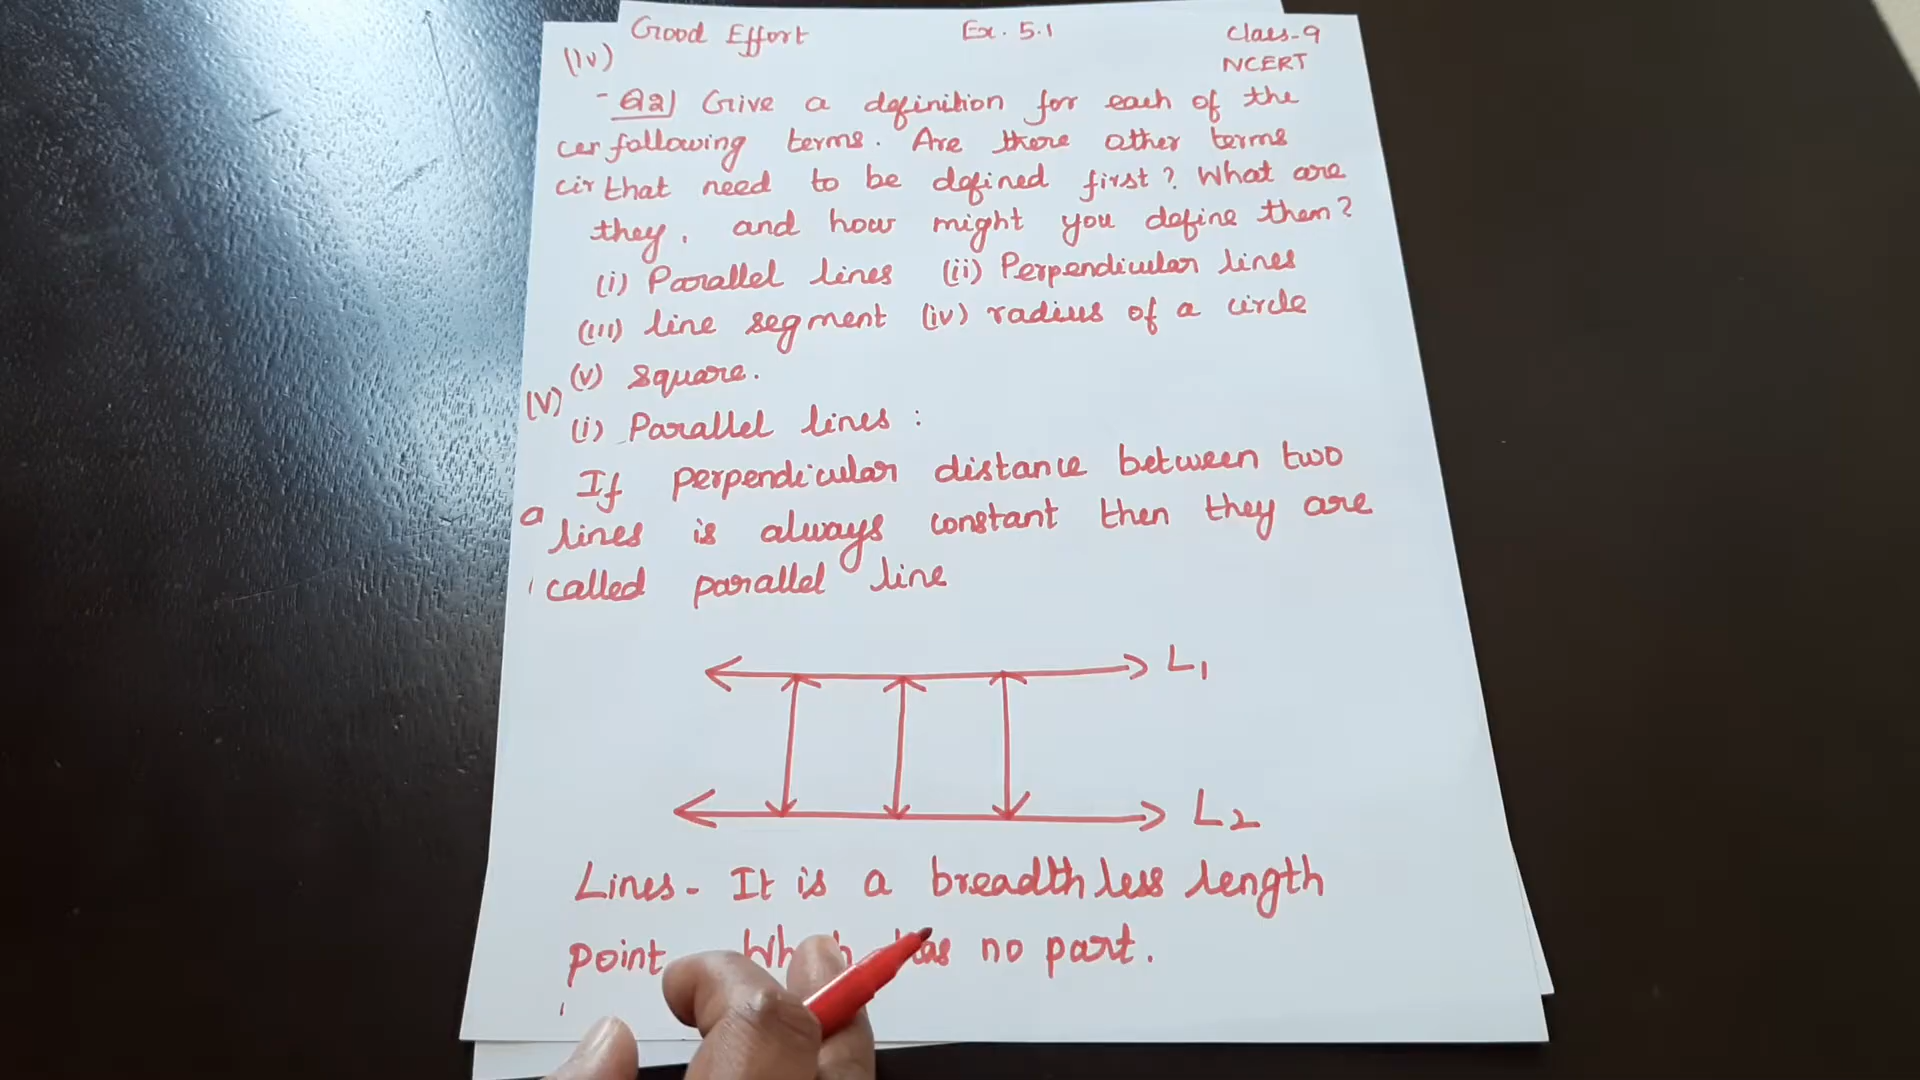 Good Effort Ex. 5.1 Class-9
(iv) NCERT
Q2) Give a definition for each of the
cer following terms. Are there other terms
cir that need to be defined first? What are
they, and how might you define them?
(i) Parallel lines (ii) Perpendicular lines
(iii) line segment (iv) radius of a circle
(v) square.
(V)
(i) Parallel lines :
If perpendicular distance between two
a lines is always constant then they are
called parallel line
L1
L2
Lines - It is a breadthless length
point has no part.